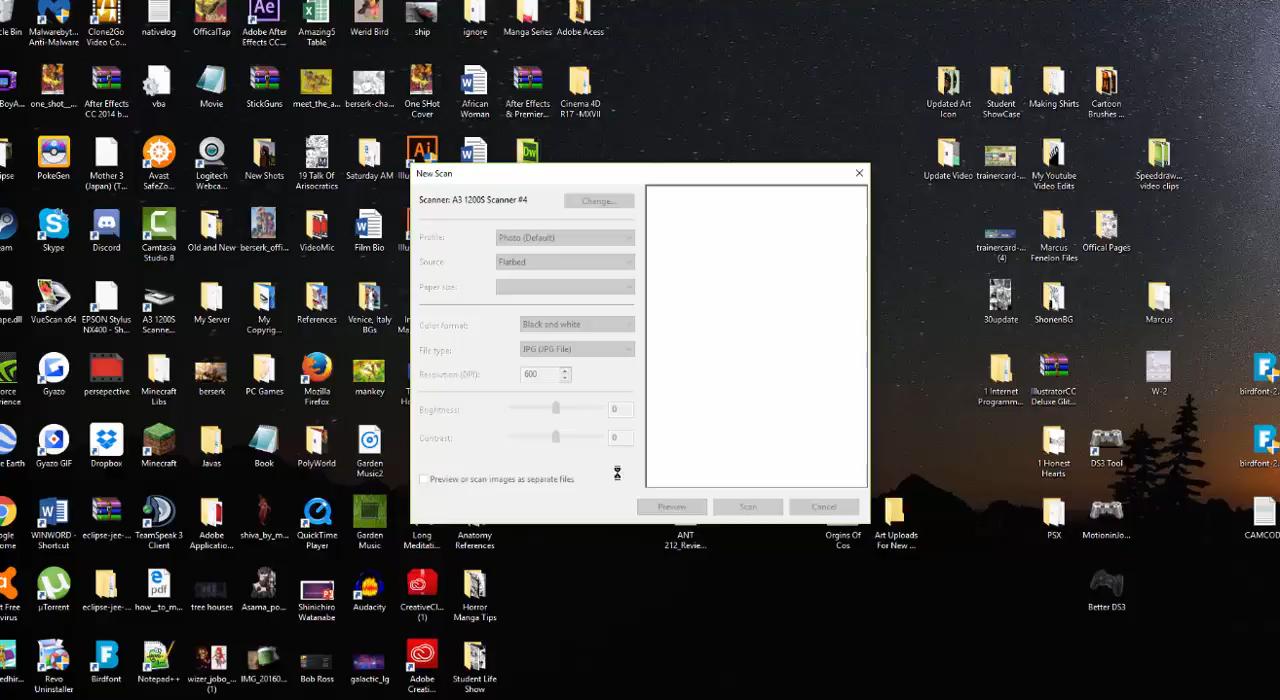 Malwarebyt... Anti-Malware
Clone2Go Video Co...
nativelog
OfficalTap
Adobe After Effects CC...
Amazing5 Table
Werid Bird
ship
ignore
Manga Series
Adobe Acess
one_shot__...
After Effects CC 2014 b...
vba
Movie
StickGuns
meet_the_a...
berserk-cha...
One SHot Cover
African Woman
After Effects & Premier...
Cinema 4D R17 -MXVII
Updated Art Icon
Student ShowCase
Making Shirts
Cartoon Brushes ...
PokeGen
Mother 3 (Japan) (T...
Avast SafeZo...
Logitech Webca...
New Shots
19 Talk Of Arisocratics
Saturday AM
Update Video
trainercard-...
My Youtube Video Edits
Speeddraw... video clips
New Scan
Scanner: A3 1200S Scanner #4
Change...
Profile:
Photo (Default)
Source:
Flatbed
Paper size:
Color format:
Black and white
File type:
JPG (JPG File)
Resolution (DPI):
600
Brightness:
0
Contrast:
0
Preview or scan images as separate files
Preview
Scan
Cancel
Skype
Discord
Camtasia Studio 8
Old and New
berserk_offi...
VideoMic
Film Bio
trainercard-... (4)
Marcus Fenelon Files
Offical Pages
VueScan x64
EPSON Stylus NX400 - Sh...
A3 1200S Scanne...
My Server
My Copyrig...
References
Venice, Italy BGs
30update
ShonenBG
Marcus
Gyazo
persepective
Minecraft Libs
berserk
PC Games
Mozilla Firefox
mankey
1 Internet Programm...
IllustratorCC Deluxe Glit...
W-2
Gyazo GIF
Dropbox
Minecraft
Javas
Book
PolyWorld
Garden Music2
1 Honest Hearts
DS3 Tool
WINWORD - Shortcut
eclipse-jee-...
TeamSpeak 3 Client
Adobe Applicatio...
shiva_by_m...
QuickTime Player
Garden Music
Long Meditati...
Anatomy References
ANT 212_Revie...
Orgins Of Cos
Art Uploads For New ...
PSX
MotioninJo...
µTorrent
eclipse-jee-...
how__to_m...
tree houses
Asama_po...
Shinichiro Watanabe
Audacity
CreativeCl... (1)
Horror Manga Tips
Better DS3
Revo Uninstaller
Birdfont
Notepad++
wizer_jobo_... (1)
IMG_20160...
Bob Ross
galactic_lg
Adobe Creati...
Student Life Show